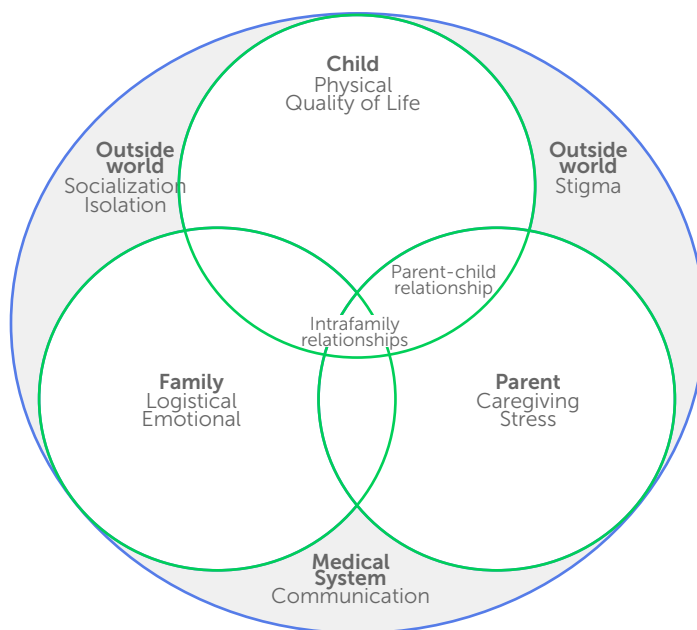 Child
Physical
Quality of Life
Outside
world
Socialization
Isolation
Outside
world
Stigma
Parent-child
relationship
Intrafamily
relationships
Family
Logistical
Emotional
Parent
Caregiving
Stress
Medical
System
Communication